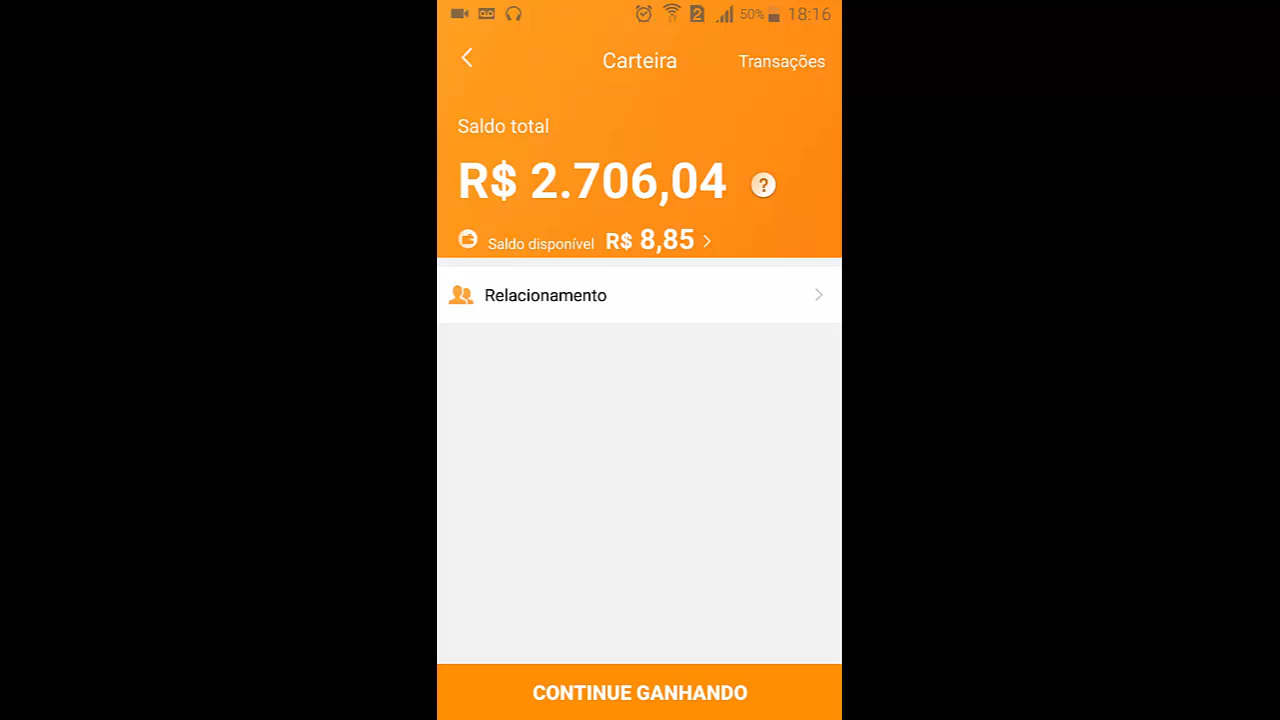 50% 18:16
Carteira Transações
Saldo total
R$ 2.706,04 ?
Saldo disponível R$ 8,85
Relacionamento
CONTINUE GANHANDO